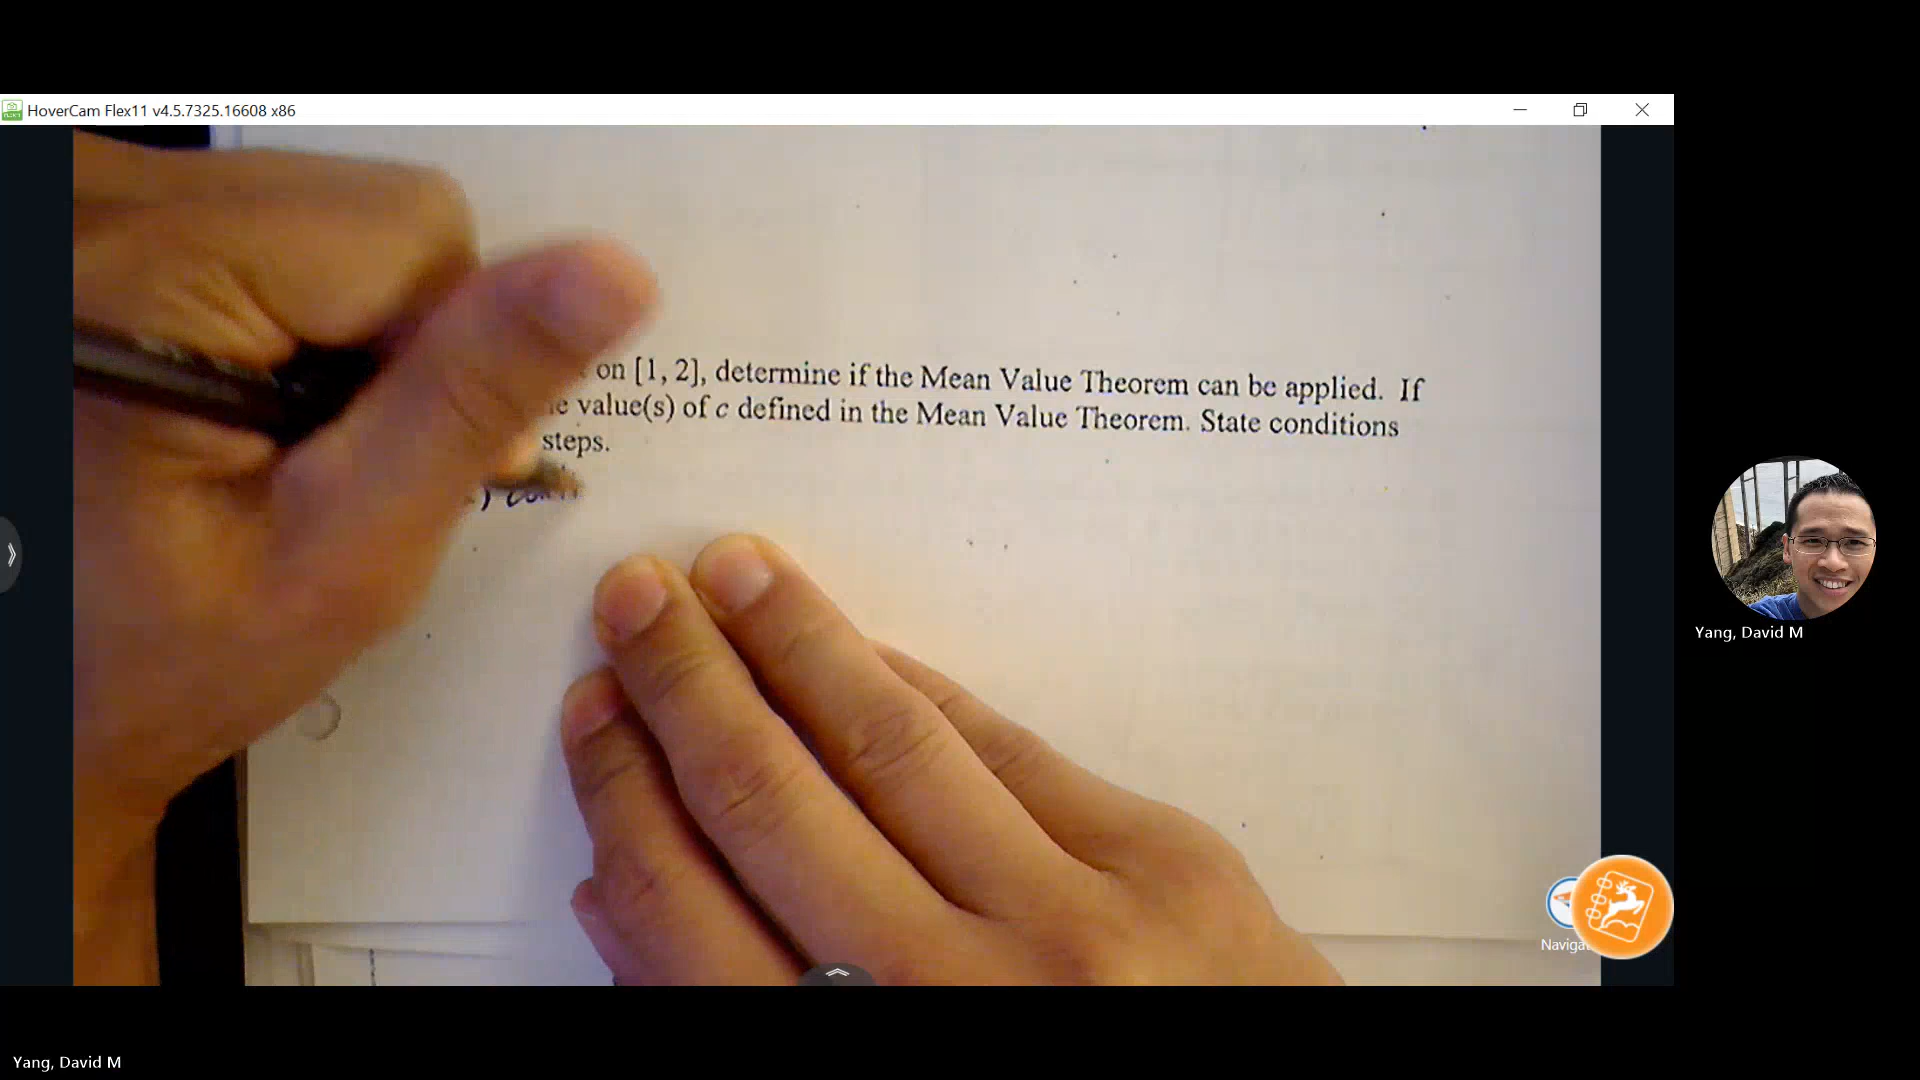 HoverCam Flex11 v4.5.7325.16608 x86
on [1, 2], determine if the Mean Value Theorem can be applied. If
value(s) of c defined in the Mean Value Theorem. State conditions
steps.
Yang, David M
Yang, David M